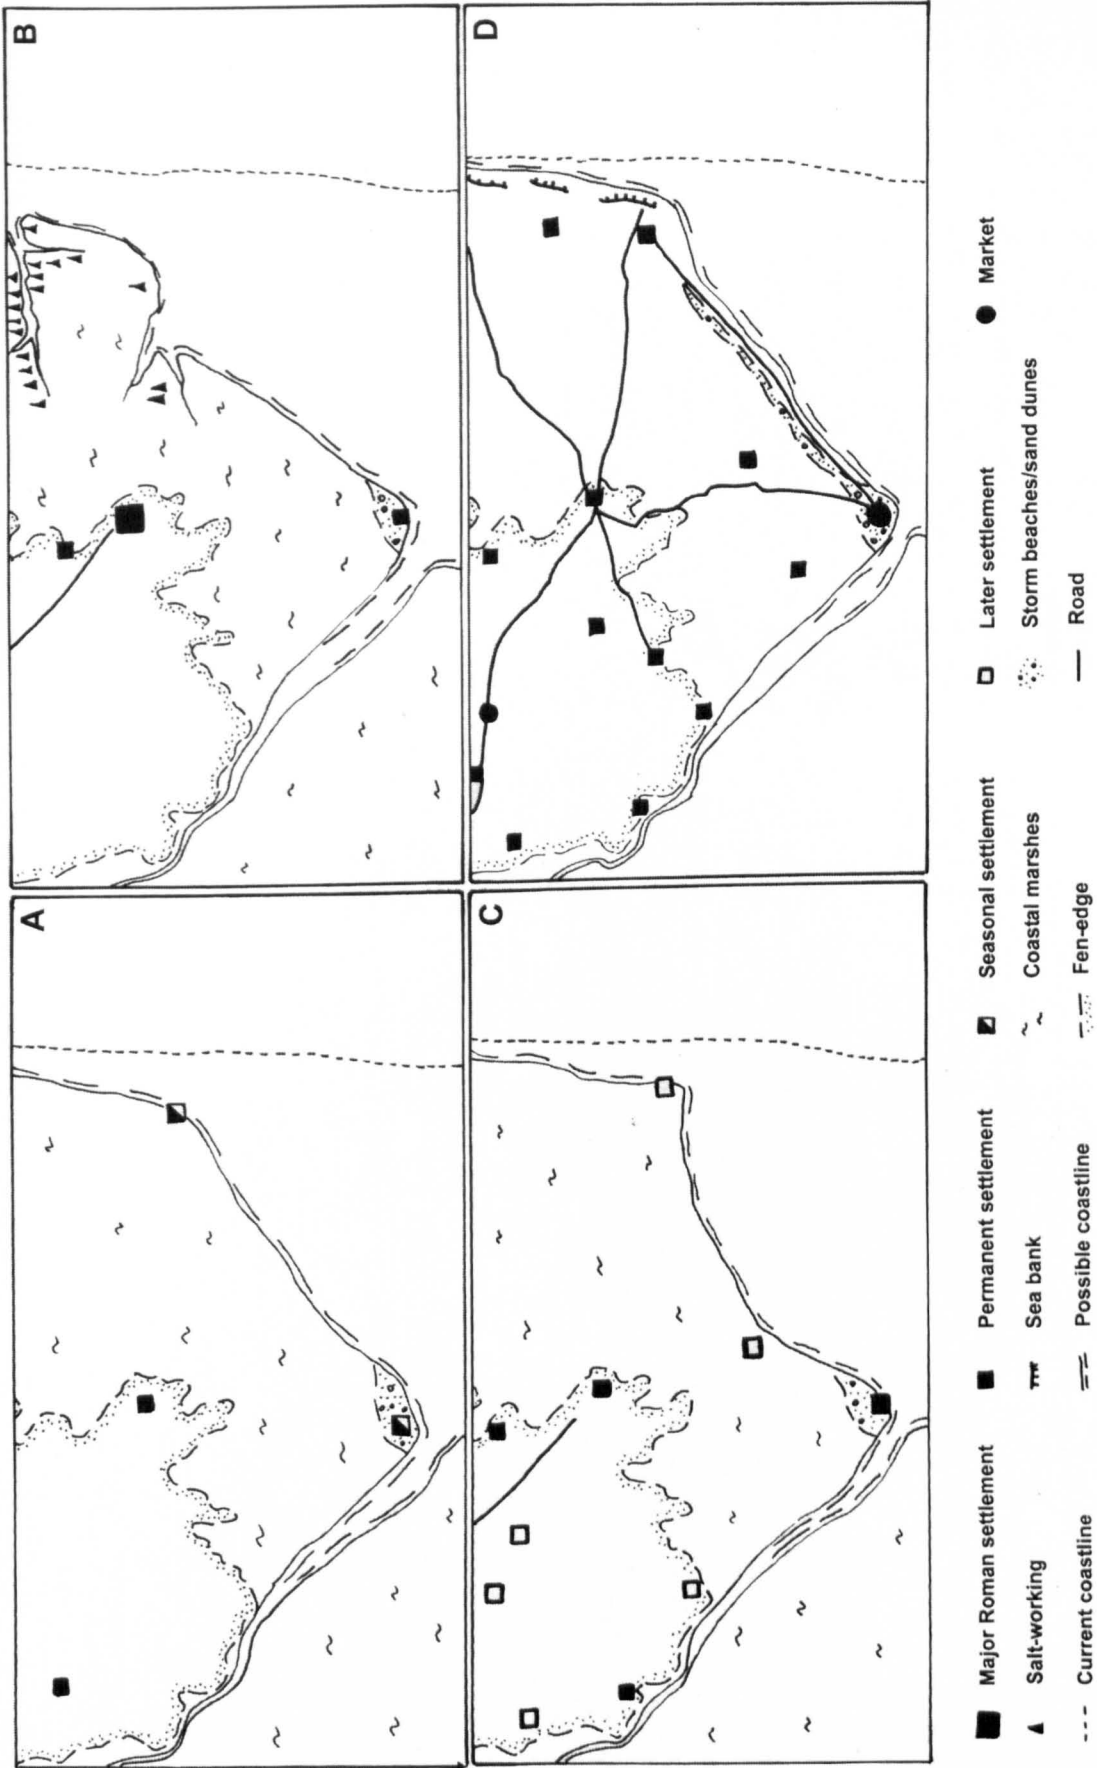 A
B
C
D
Major Roman settlement
Permanent settlement
Seasonal settlement
Later settlement
Market
Salt-working
Sea bank
Coastal marshes
Storm beaches/sand dunes
Current coastline
Possible coastline
Fen-edge
Road